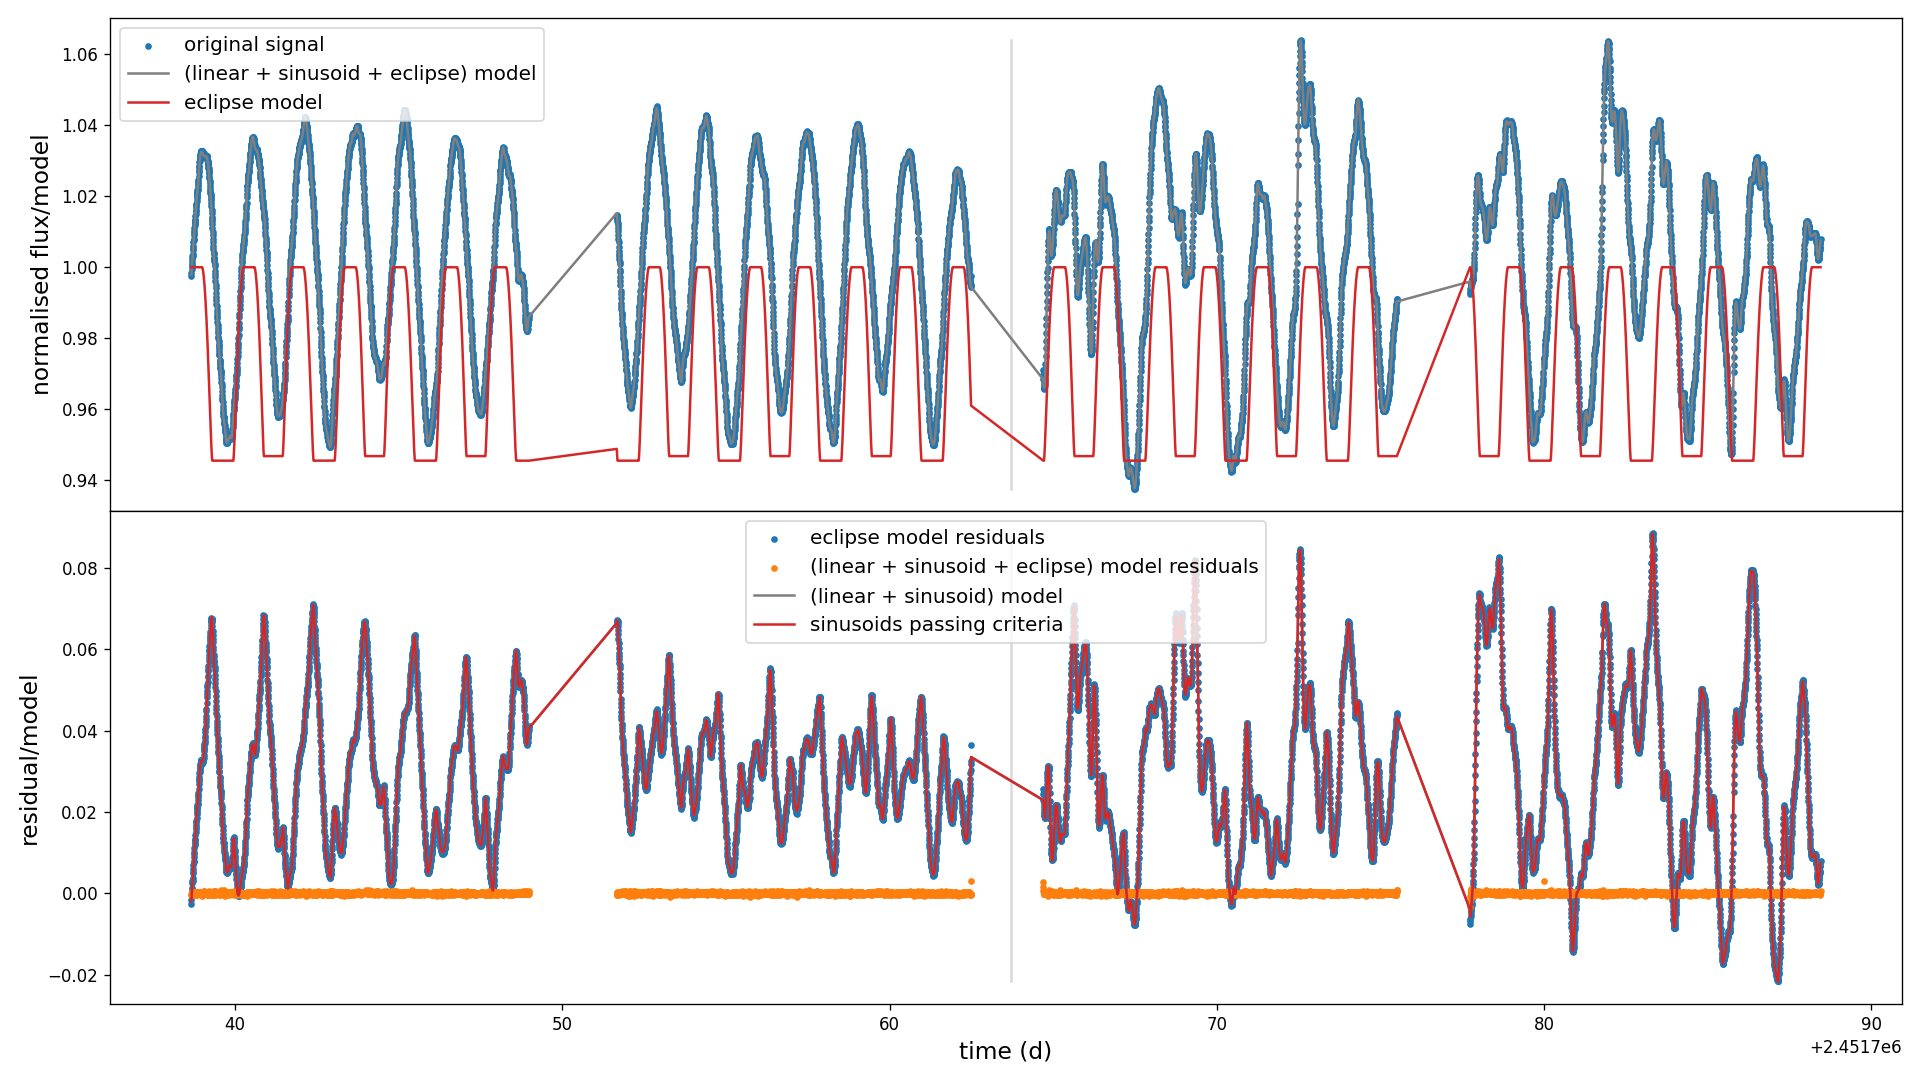 original signal
(linear + sinusoid + eclipse) model
eclipse model
normalised flux/model
1.06
1.04
1.02
1.00
0.98
0.96
0.94
eclipse model residuals
(linear + sinusoid + eclipse) model residuals
(linear + sinusoid) model
sinusoids passing criteria
residual/model
0.08
0.06
0.04
0.02
0.00
−0.02
40
50
60
70
80
90
time (d)
+2.4517e6